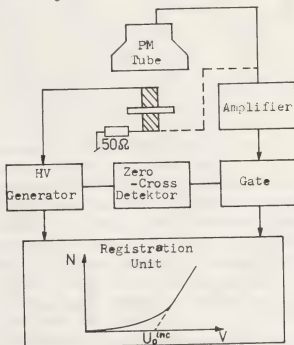 PM
Tube
Amplifier
50Ω
HV
Generator
Zero
-Cross
Detektor
Gate
Registration
Unit
N
U₀ⁱⁿᶜ
V